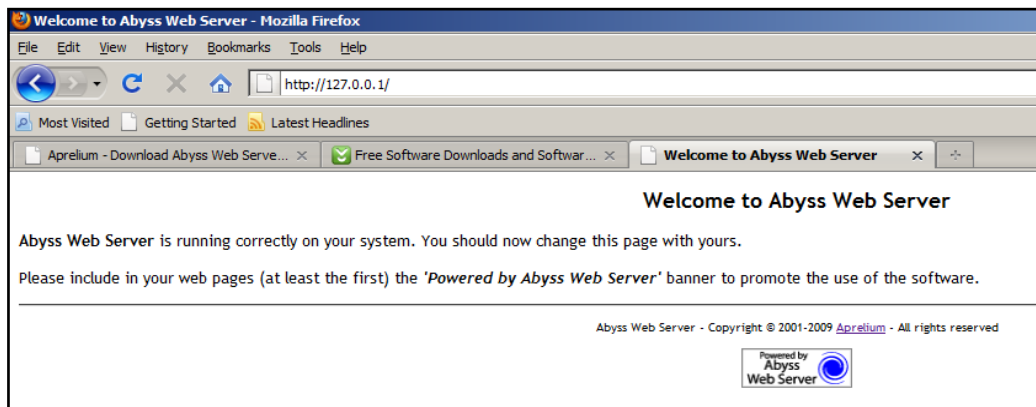 Welcome to Abyss Web Server - Mozilla Firefox
File Edit View History Bookmarks Tools Help
http://127.0.0.1/
Most Visited Getting Started Latest Headlines
Aprelium - Download Abyss Web Serve... Free Software Downloads and Softwar... Welcome to Abyss Web Server
Welcome to Abyss Web Server
Abyss Web Server is running correctly on your system. You should now change this page with yours.
Please include in your web pages (at least the first) the 'Powered by Abyss Web Server' banner to promote the use of the software.
Abyss Web Server - Copyright © 2001-2009 Aprelium - All rights reserved
Powered by
Abyss
Web Server